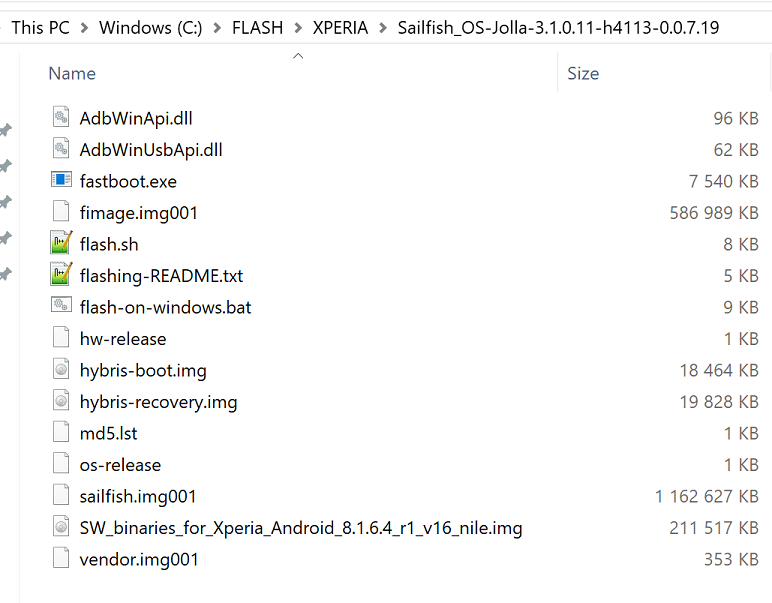 This PC > Windows (C:) > FLASH > XPERIA > Sailfish_OS-Jolla-3.1.0.11-h4113-0.0.7.19
Name Size
AdbWinApi.dll 96 KB
AdbWinUsbApi.dll 62 KB
fastboot.exe 7 540 KB
fimage.img001 586 989 KB
flash.sh 8 KB
flashing-README.txt 5 KB
flash-on-windows.bat 9 KB
hw-release 1 KB
hybris-boot.img 18 464 KB
hybris-recovery.img 19 828 KB
md5.lst 1 KB
os-release 1 KB
sailfish.img001 1 162 627 KB
SW_binaries_for_Xperia_Android_8.1.6.4_r1_v16_nile.img 211 517 KB
vendor.img001 353 KB